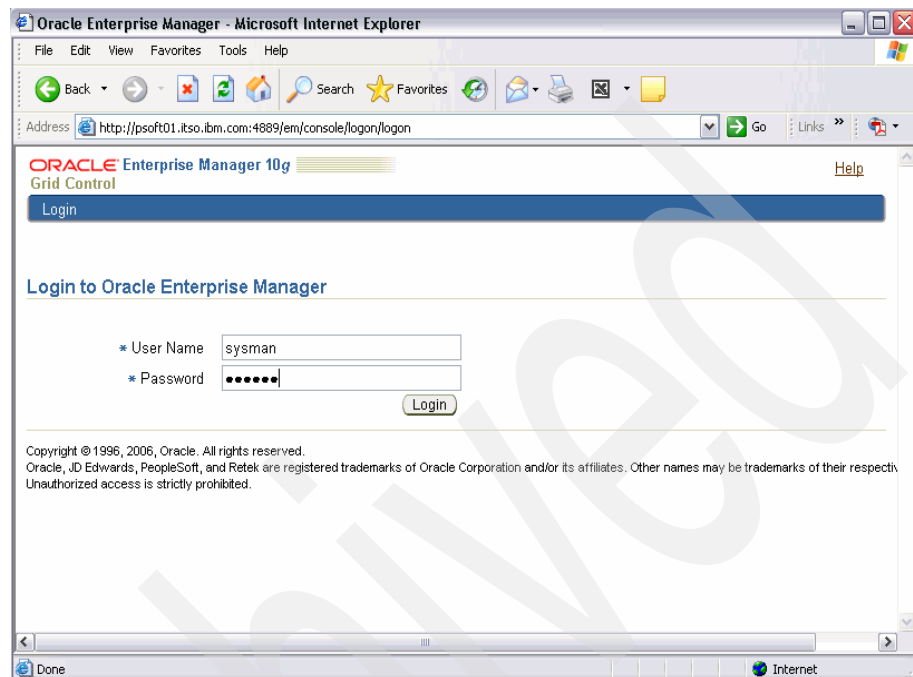 Oracle Enterprise Manager - Microsoft Internet Explorer
File Edit View Favorites Tools Help
Back Search Favorites
Address http://psoft01.itso.ibm.com:4889/em/console/logon/logon Go Links »
ORACLE Enterprise Manager 10g
Grid Control
Help
Login
Login to Oracle Enterprise Manager
* User Name sysman
* Password ●●●●●●
Login
Copyright © 1996, 2006, Oracle. All rights reserved.
Oracle, JD Edwards, PeopleSoft, and Retek are registered trademarks of Oracle Corporation and/or its affiliates. Other names may be trademarks of their respectiv
Unauthorized access is strictly prohibited.
Done Internet
hived